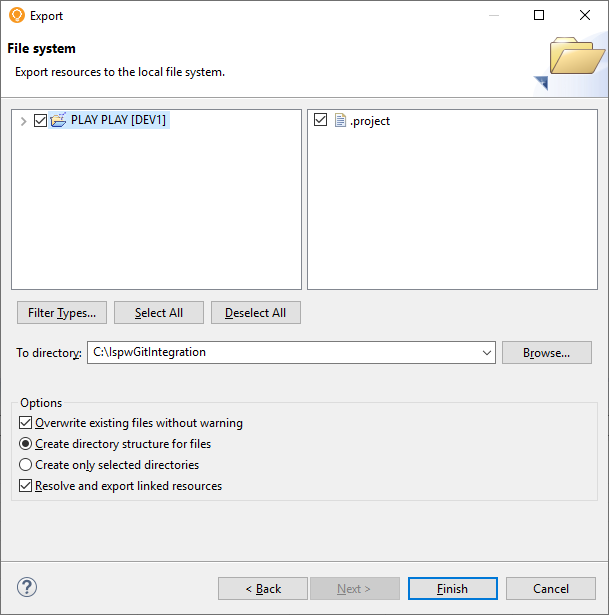 Export
File system
Export resources to the local file system.
PLAY PLAY [DEV1]
.project
Filter Types...
Select All
Deselect All
To directory:
C:\IspwGitIntegration
Browse...
Options
Overwrite existing files without warning
Create directory structure for files
Create only selected directories
Resolve and export linked resources
?
< Back
Next >
Finish
Cancel